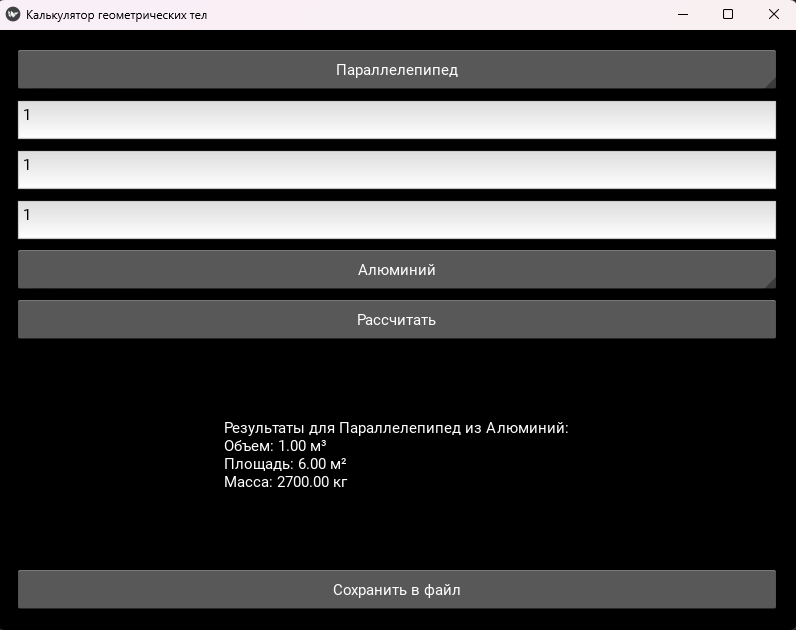 Калькулятор геометрических тел
Параллелепипед
1
1
1
Алюминий
Рассчитать
Результаты для Параллелепипед из Алюминий:
Объем: 1.00 м³
Площадь: 6.00 м²
Масса: 2700.00 кг
Сохранить в файл